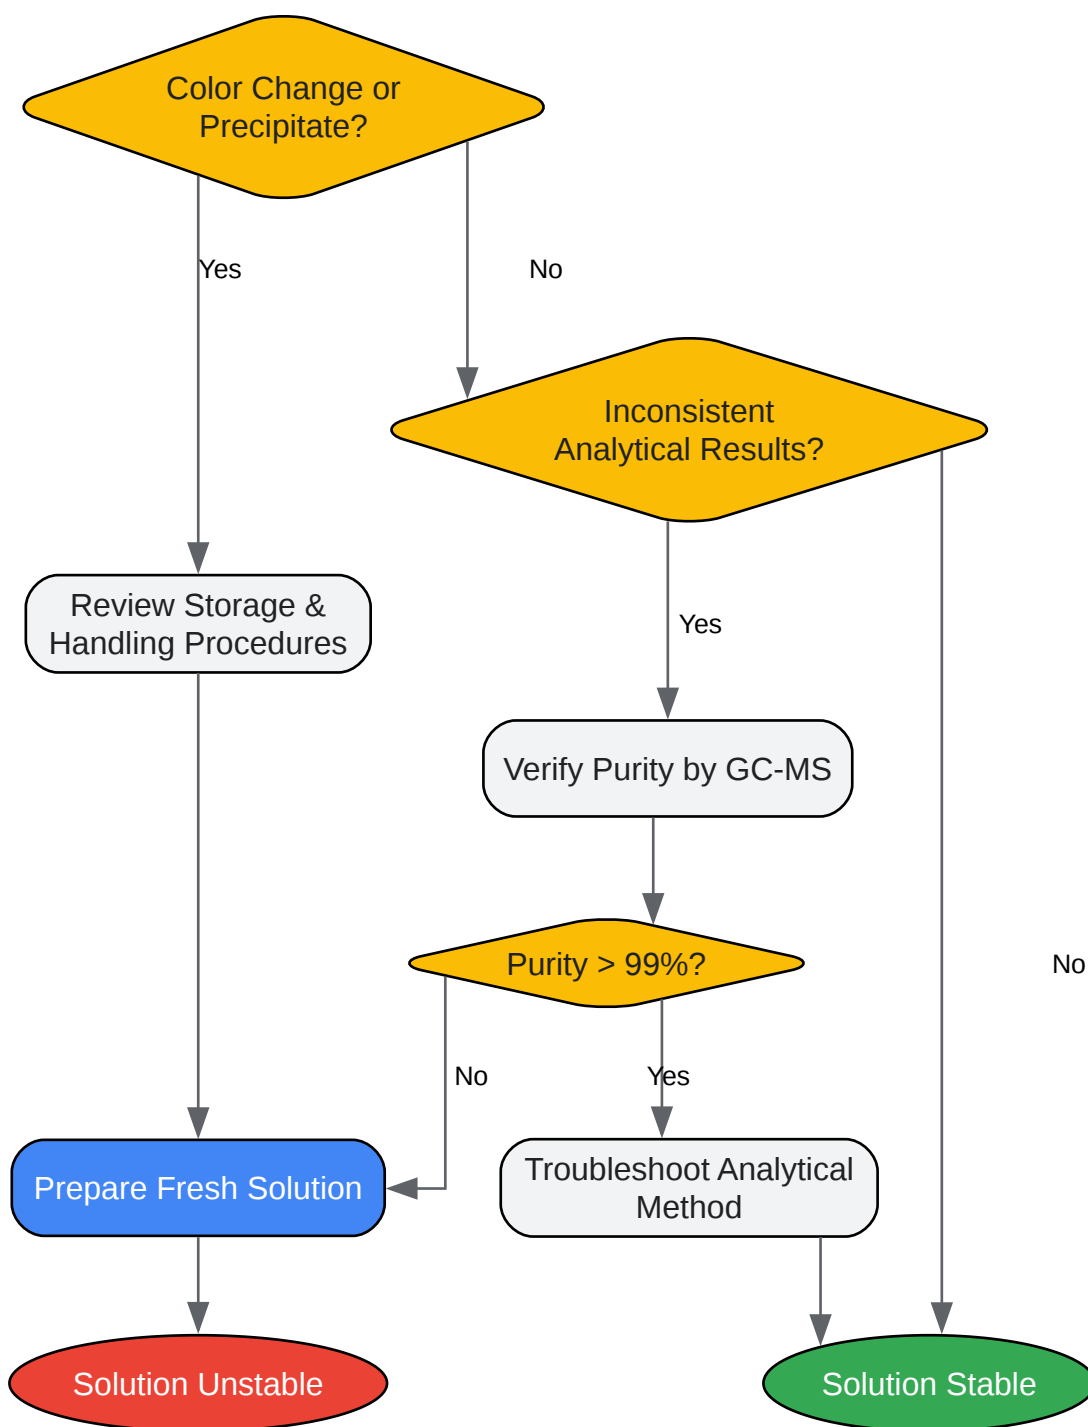 Color Change or
Precipitate?
Yes
No
Inconsistent
Analytical Results?
Review Storage &
Handling Procedures
Yes
Verify Purity by GC-MS
Purity > 99%?
No
No
Yes
Prepare Fresh Solution
Troubleshoot Analytical
Method
Solution Unstable
Solution Stable